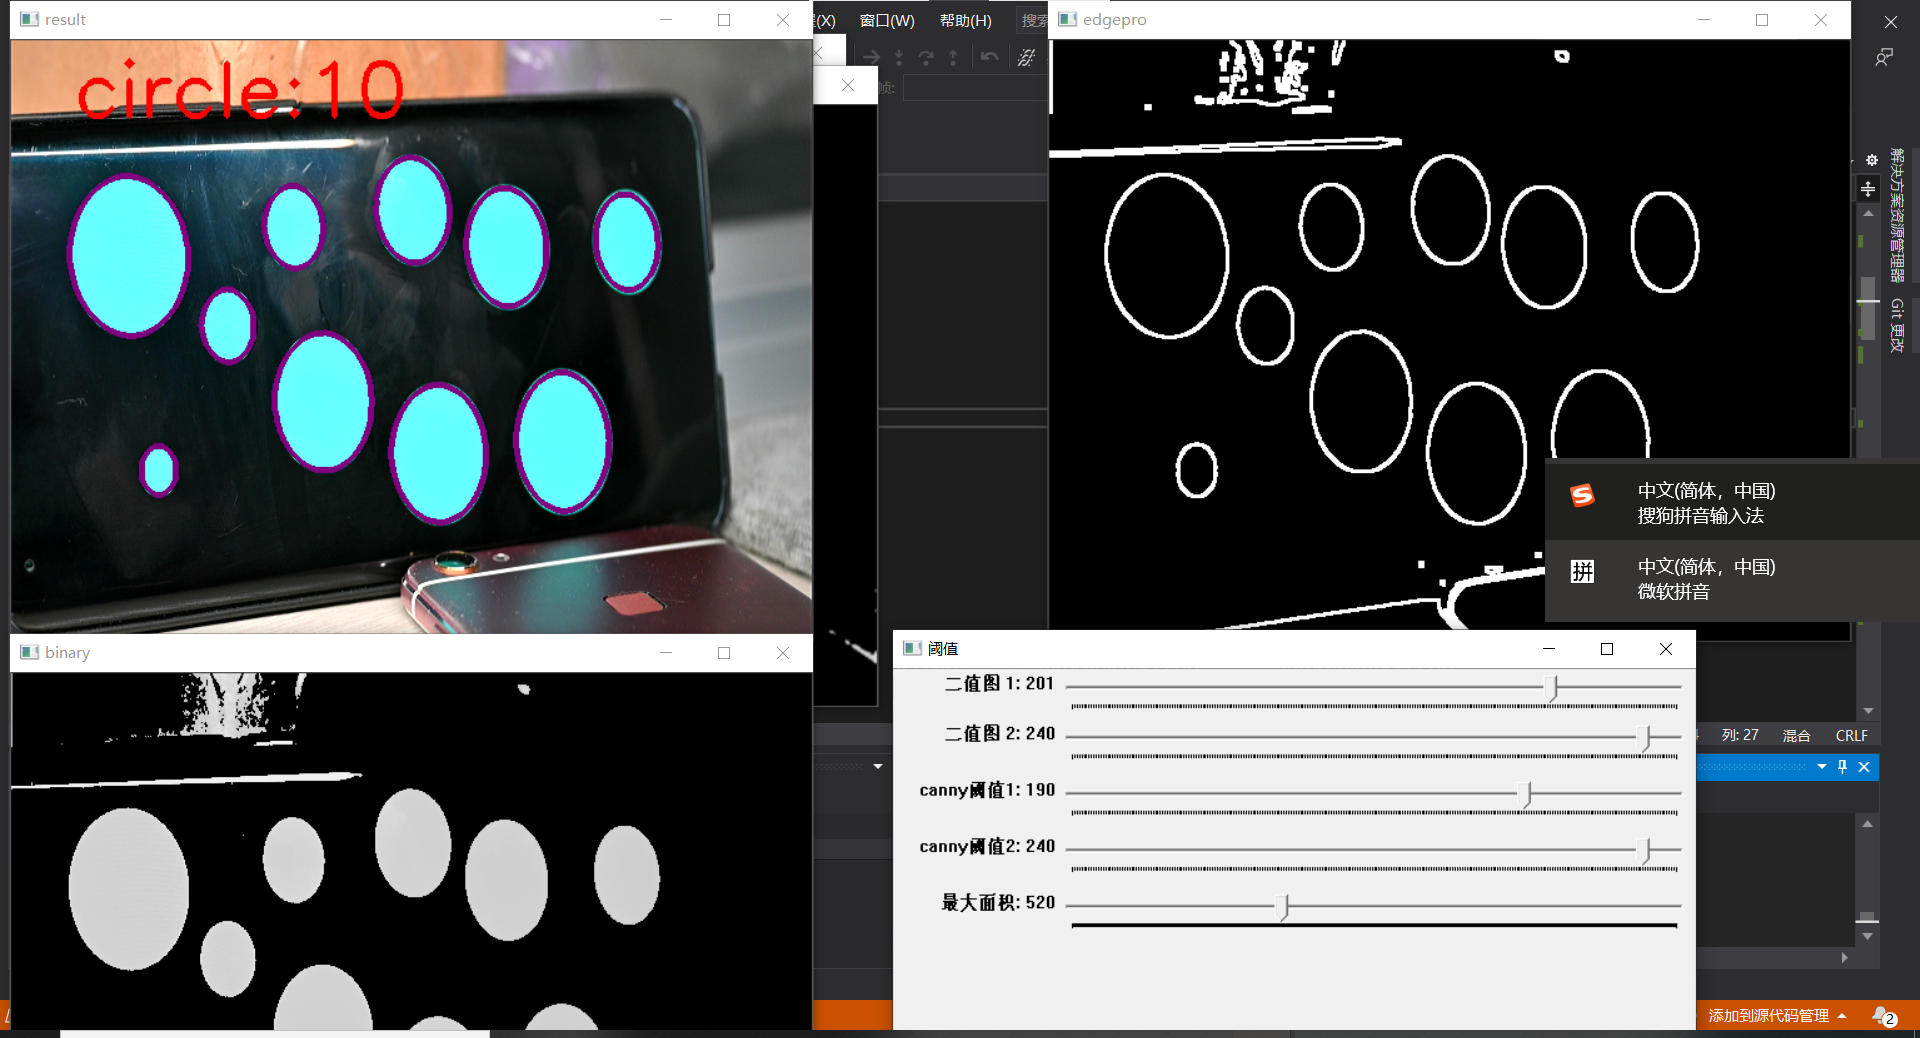 result
circle:10
(X)
窗口(W)
帮助(H)
搜索
帧:
edgepro
解决方案资源管理器
Git 更改
中文(简体，中国)
搜狗拼音输入法
拼
中文(简体，中国)
微软拼音
binary
阈值
二值图 1: 201
二值图 2: 240
canny阈值1: 190
canny阈值2: 240
最大面积: 520
列: 27
混合
CRLF
添加到源代码管理
2